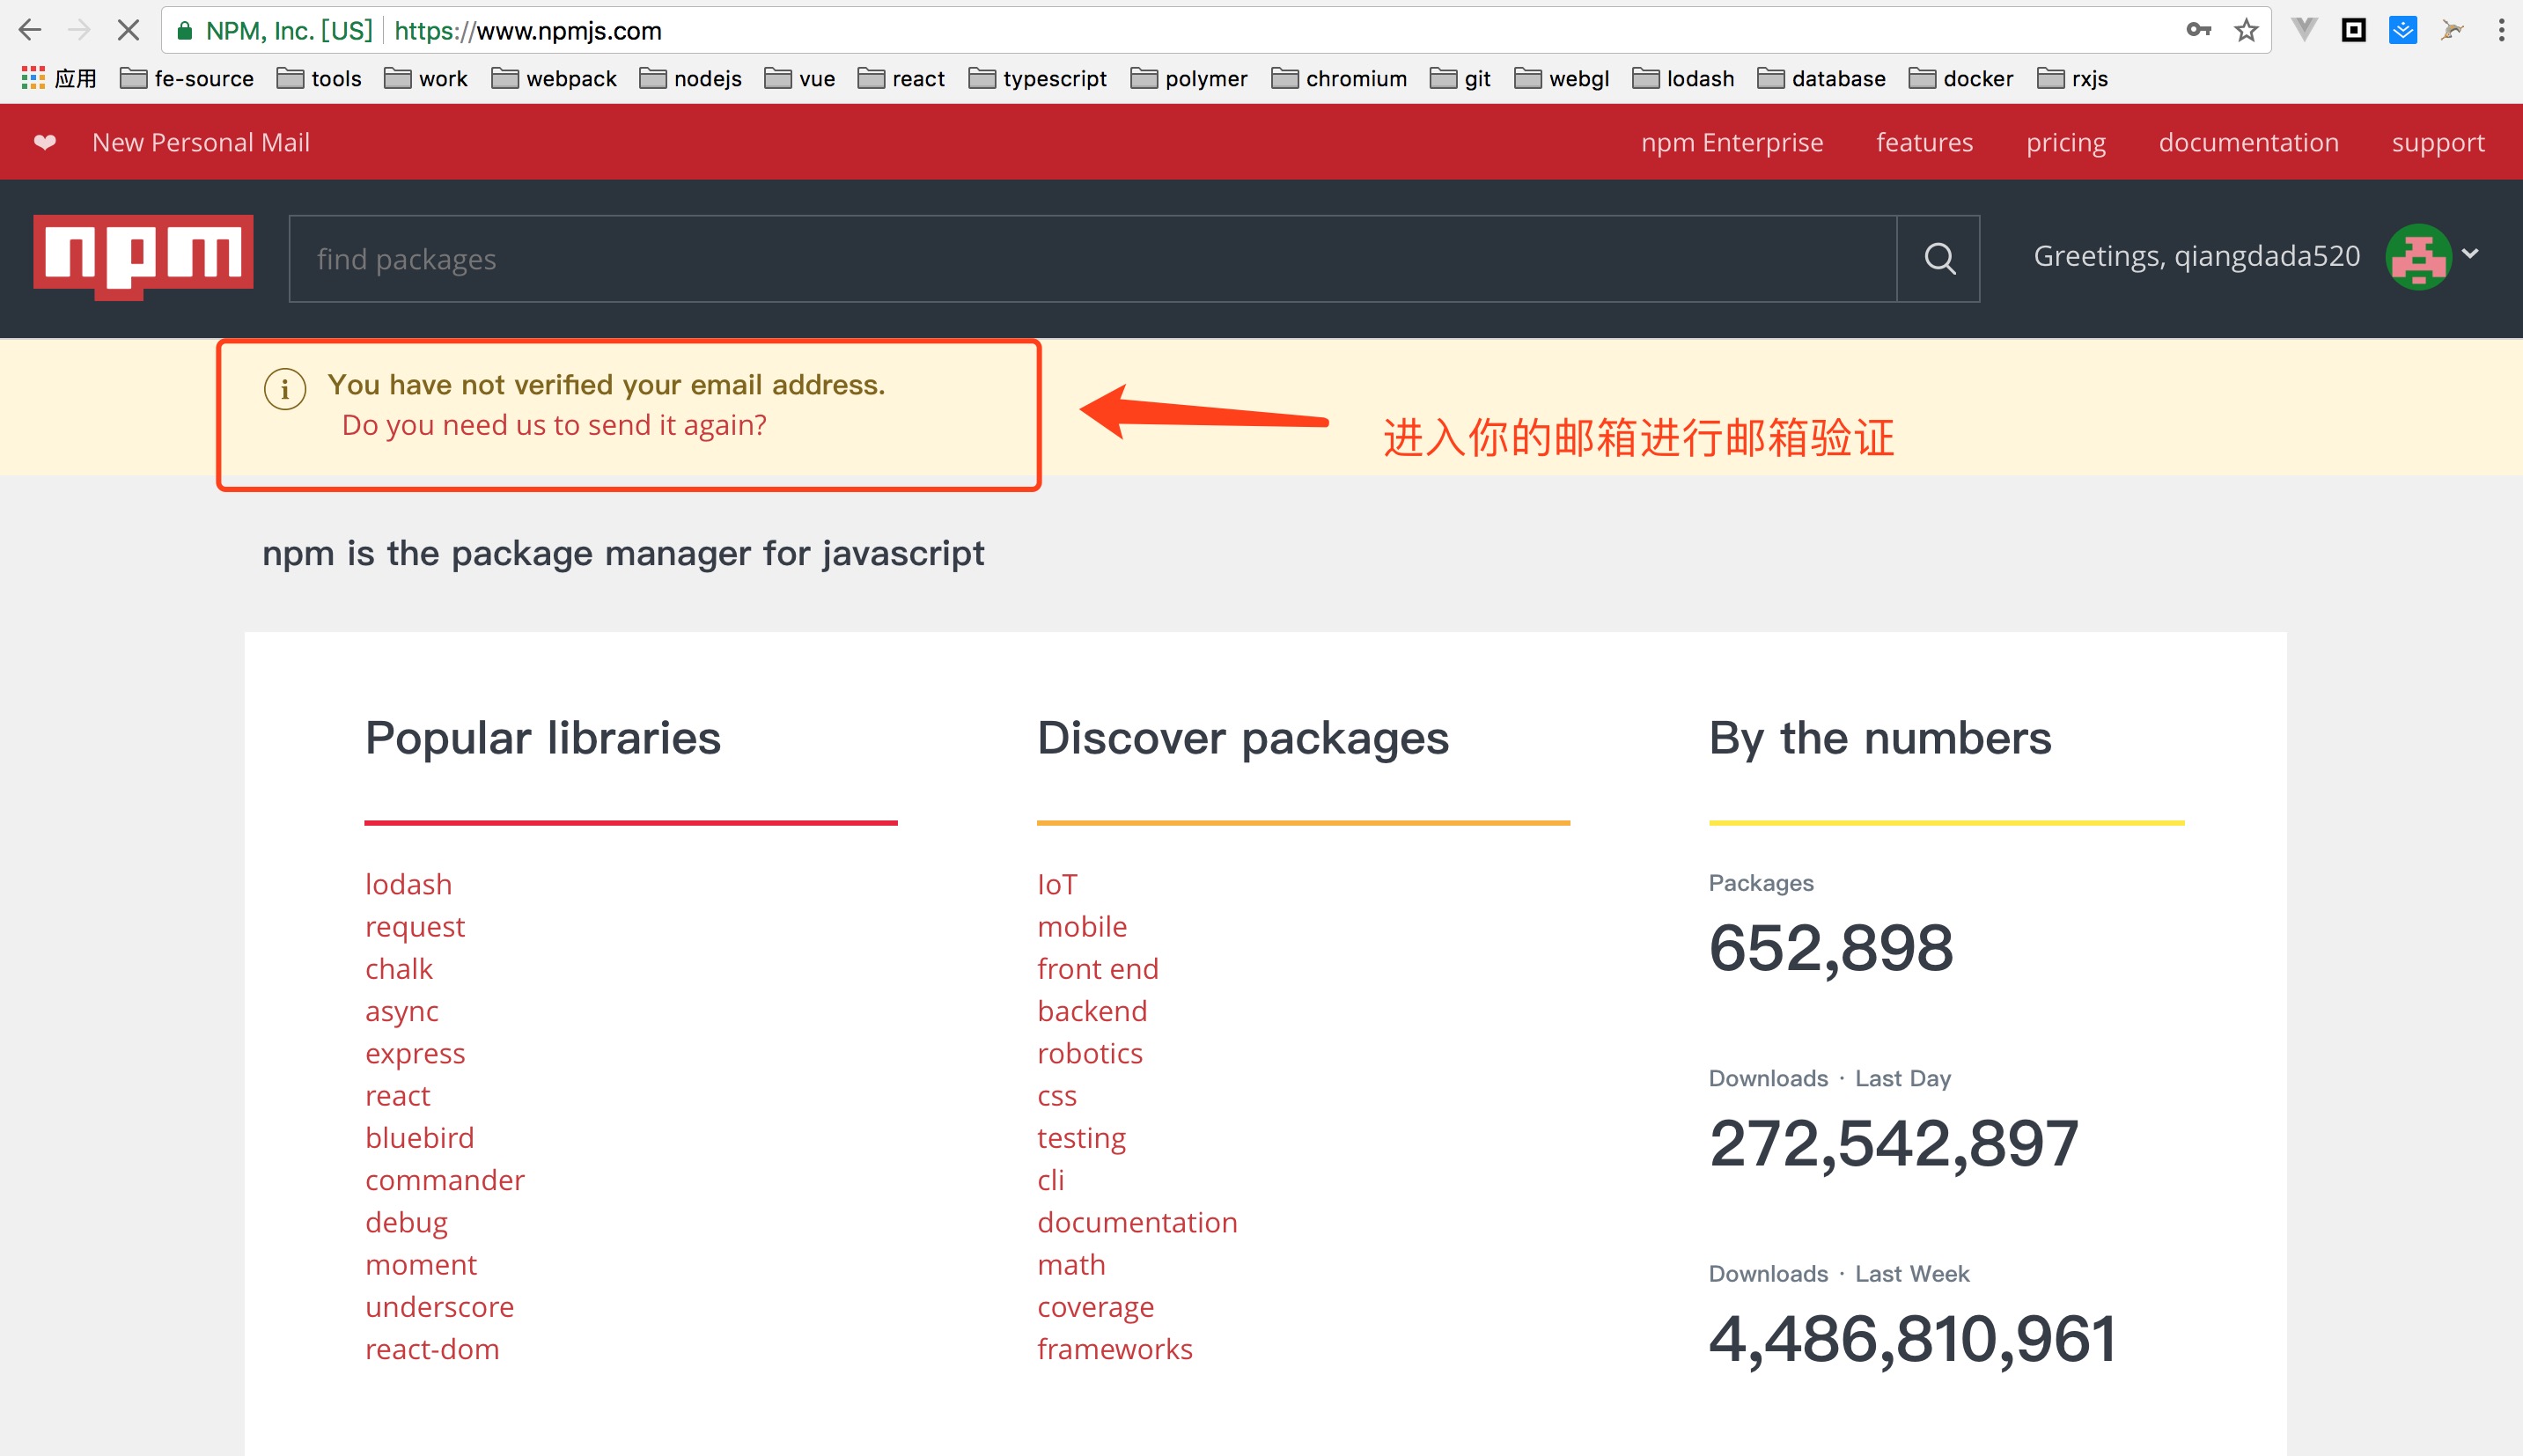 NPM, Inc. [US] https://www.npmjs.com
应用 fe-source tools work webpack nodejs vue react typescript polymer chromium git webgl lodash database docker rxjs
❤ New Personal Mail npm Enterprise features pricing documentation support
npm find packages Greetings, qiangdada520
You have not verified your email address.
Do you need us to send it again?
进入你的邮箱进行邮箱验证
npm is the package manager for javascript
Popular libraries
lodash
request
chalk
async
express
react
bluebird
commander
debug
moment
underscore
react-dom
Discover packages
IoT
mobile
front end
backend
robotics
css
testing
cli
documentation
math
coverage
frameworks
By the numbers
Packages
652,898
Downloads · Last Day
272,542,897
Downloads · Last Week
4,486,810,961